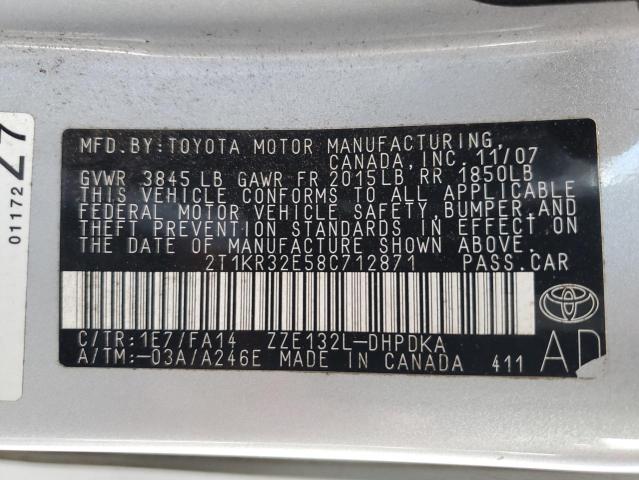 MFD.BY:TOYOTA MOTOR MANUFACTURING,
CANADA, INC. 11/07
GVWR 3845 LB GAWR FR 2015LB, RR 1850LB
THIS VEHICLE CONFORMS TO ALL APPLICABLE
FEDERAL MOTOR VEHICLE SAFETY, BUMPER, AND
THEFT PREVENTION STANDARDS IN EFFECT ON
THE DATE OF MANUFACTURE SHOWN ABOVE.
2T1KR32E58C712871 PASS.CAR
C/TR:1E7/FA14 ZZE132L-DHPDKA
A/TM:-03A/A246E MADE IN CANADA 411
AD
01172
27